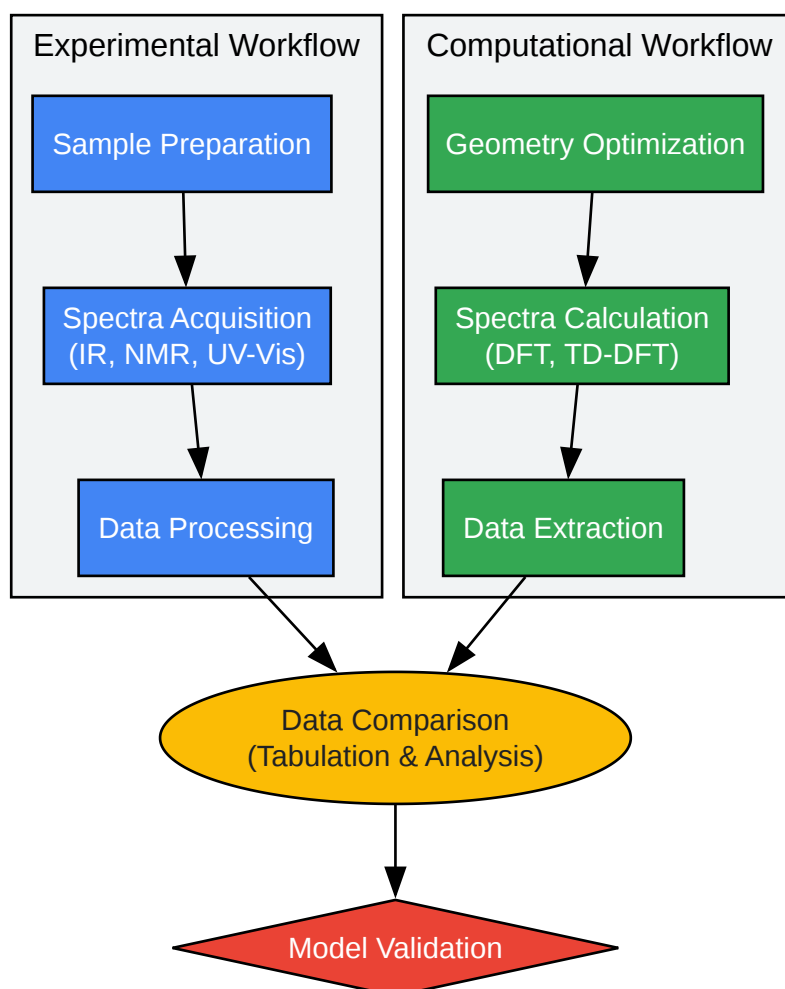 Experimental Workflow
Sample Preparation
Spectra Acquisition
(IR, NMR, UV-Vis)
Data Processing
Computational Workflow
Geometry Optimization
Spectra Calculation
(DFT, TD-DFT)
Data Extraction
Data Comparison
(Tabulation & Analysis)
Model Validation